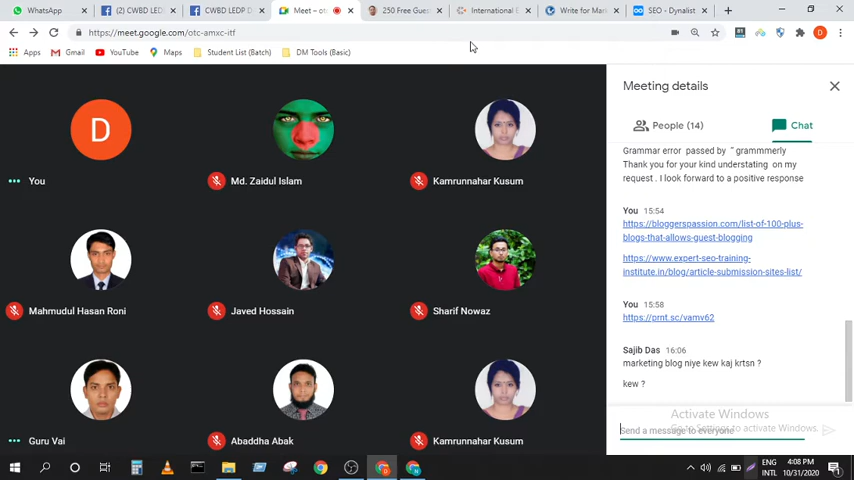 WhatsApp
(2) CWBD LED
CWBD LEDP D
Meet – otc
250 Free Gues
International E
Write for Mark
SEO - Dynalist
https://meet.google.com/otc-amxc-itf
Apps
Gmail
YouTube
Maps
Student List (Batch)
DM Tools (Basic)
D
You
Md. Zaidul Islam
Kamrunnahar Kusum
Mahmudul Hasan Roni
Javed Hossain
Sharif Nowaz
Guru Vai
Abaddha Abak
Kamrunnahar Kusum
Meeting details
People (14)
Chat
Grammar error passed by " grammmerly
Thank you for your kind understating on my
request . I look forward to a positive response
You 15:54
https://bloggerspassion.com/list-of-100-plus-
blogs-that-allows-guest-blogging
https://www.expert-seo-training-
institute.in/blog/article-submission-sites-list/
You 15:58
https://prnt.sc/vamv62
Sajib Das 16:06
marketing blog niye kew kaj krtsn ?
kew ?
Activate Windows
Go to Settings to activate Windows.
Send a message to everyone
ENG
INTL
4:08 PM
10/31/2020